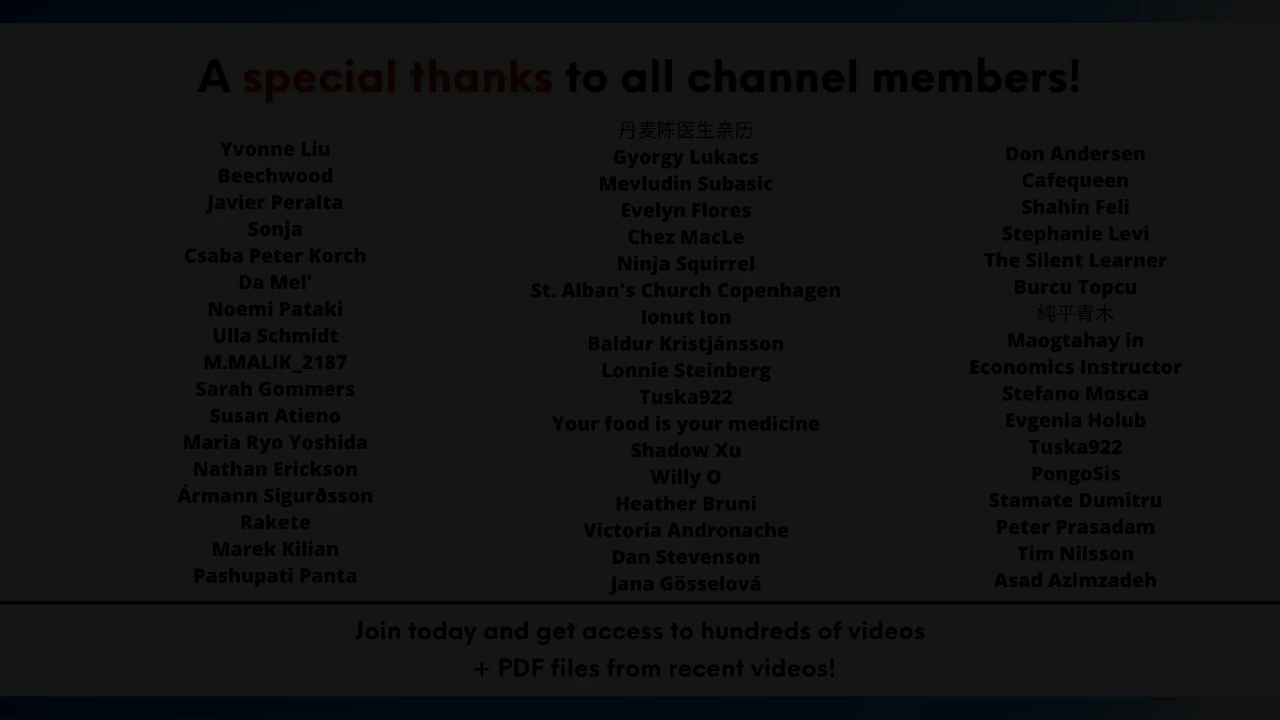 A special thanks to all channel members!
Yvonne Liu
Beechwood
Javier Peralta
Sonja
Csaba Peter Korch
Da Mel'
Noemi Pataki
Ulla Schmidt
M.MALIK_2187
Sarah Gommers
Susan Atieno
Maria Ryo Yoshida
Nathan Erickson
Ármann Sigurðsson
Rakete
Marek Kilian
Pashupati Panta
丹麦陈医生亲历
Gyorgy Lukacs
Mevludin Subasic
Evelyn Flores
Chez MacLe
Ninja Squirrel
St. Alban's Church Copenhagen
Ionut Ion
Baldur Kristjánsson
Lonnie Steinberg
Tuska922
Your food is your medicine
Shadow Xu
Willy O
Heather Bruni
Victoria Andronache
Dan Stevenson
Jana Gösselová
Don Andersen
Cafequeen
Shahin Feli
Stephanie Levi
The Silent Learner
Burcu Topcu
純平青木
Maogtahay in
Economics Instructor
Stefano Mosca
Evgenia Holub
Tuska922
PongoSis
Stamate Dumitru
Peter Prasadam
Tim Nilsson
Asad Azimzadeh
Join today and get access to hundreds of videos
+ PDF files from recent videos!